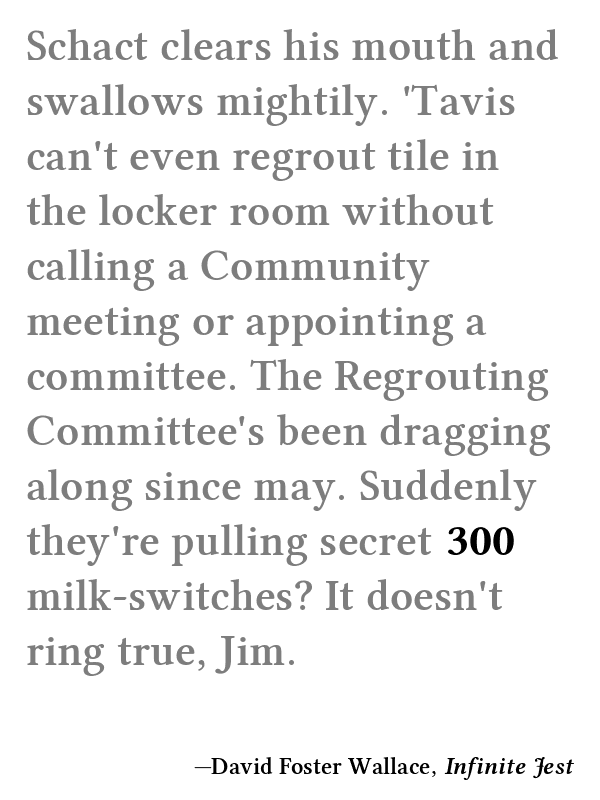 Schact clears his mouth and
swallows mightily. 'Tavis
can't even regrout tile in
the locker room without
calling a Community
meeting or appointing a
committee. The Regrouting
Committee's been dragging
along since may. Suddenly
they're pulling secret 300
milk-switches? It doesn't
ring true, Jim.
—David Foster Wallace, Infinite Jest